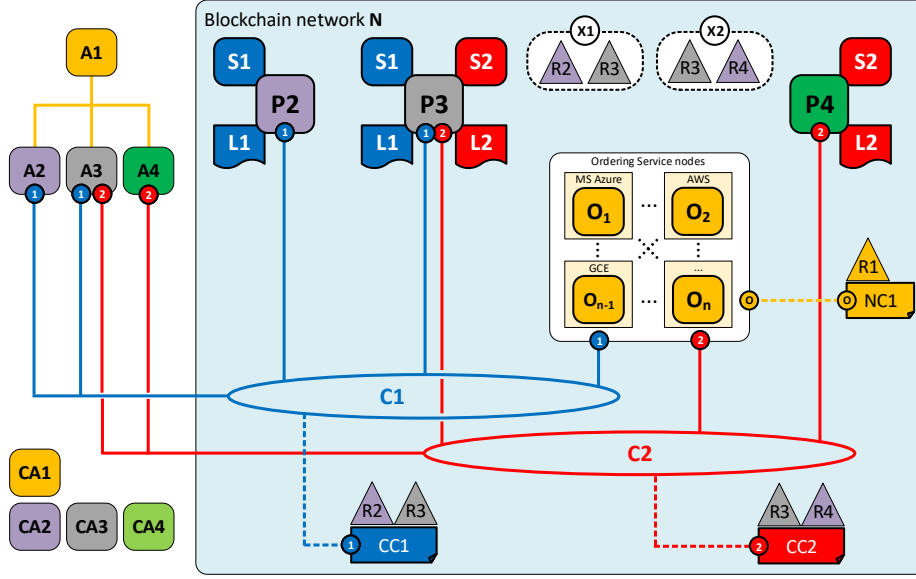 Blockchain network N
A1
S1
S1
S2
X1
X2
S2
R2
R3
R3
R4
P2
P3
P4
1
1
2
2
L1
L1
L2
L2
A2
A3
A4
1
1
2
2
Ordering Service nodes
MS Azure
AWS
O1
...
O2
GCE
...
On-1
...
On
R1
O
O
NC1
1
2
C1
C2
CA1
CA2
CA3
CA4
R2
R3
1
CC1
R3
R4
2
CC2